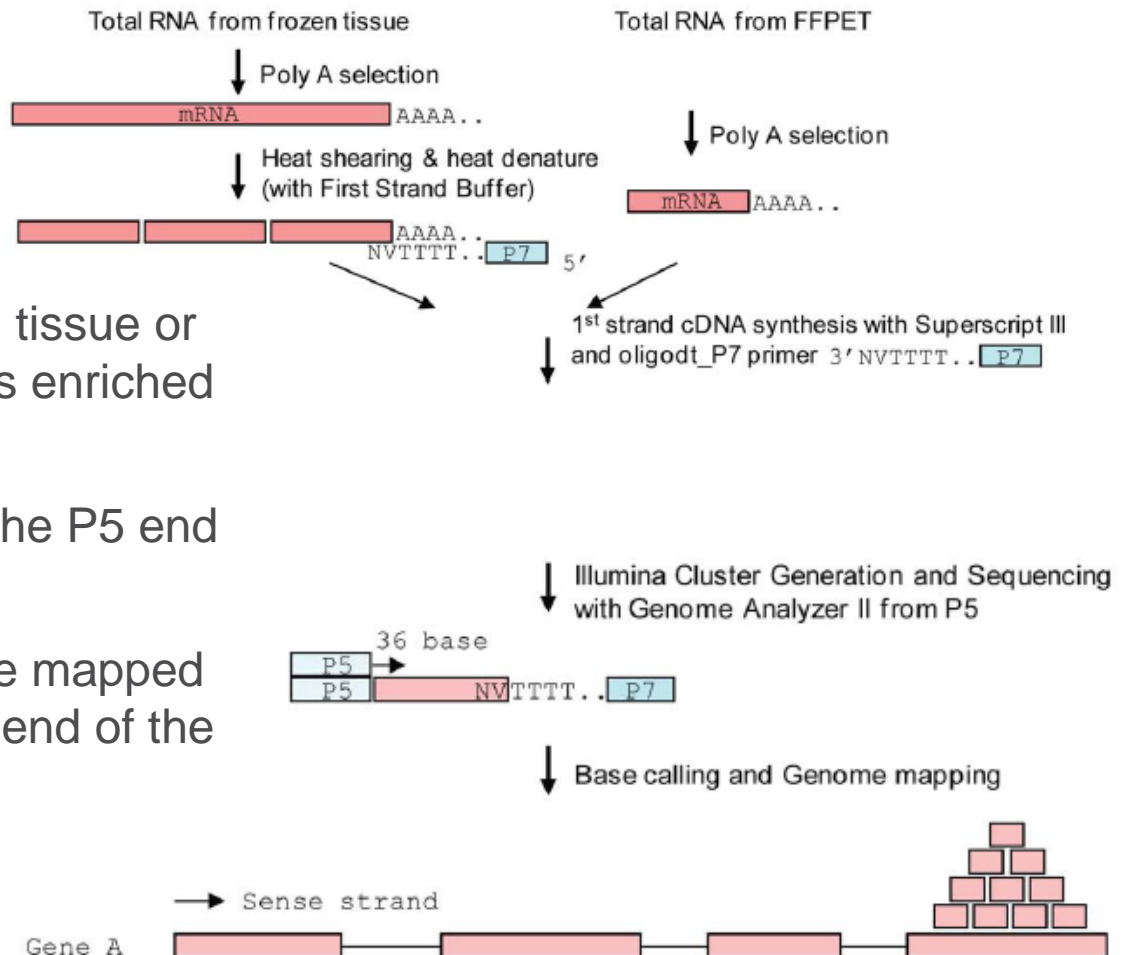 Total RNA from frozen tissue
Total RNA from FFPET
Poly A selection
mRNA AAAA..
Poly A selection
Heat shearing & heat denature
(with First Strand Buffer)
mRNA AAAA..
AAAA..
NVTTTT..P7 5′
1st strand cDNA synthesis with Superscript III
and oligodt_P7 primer 3′NVTTTT..P7
tissue or
s enriched
he P5 end
e mapped
end of the
Illumina Cluster Generation and Sequencing
with Genome Analyzer II from P5
36 base
P5
P5 NVTTTT..P7
Base calling and Genome mapping
Sense strand
Gene A